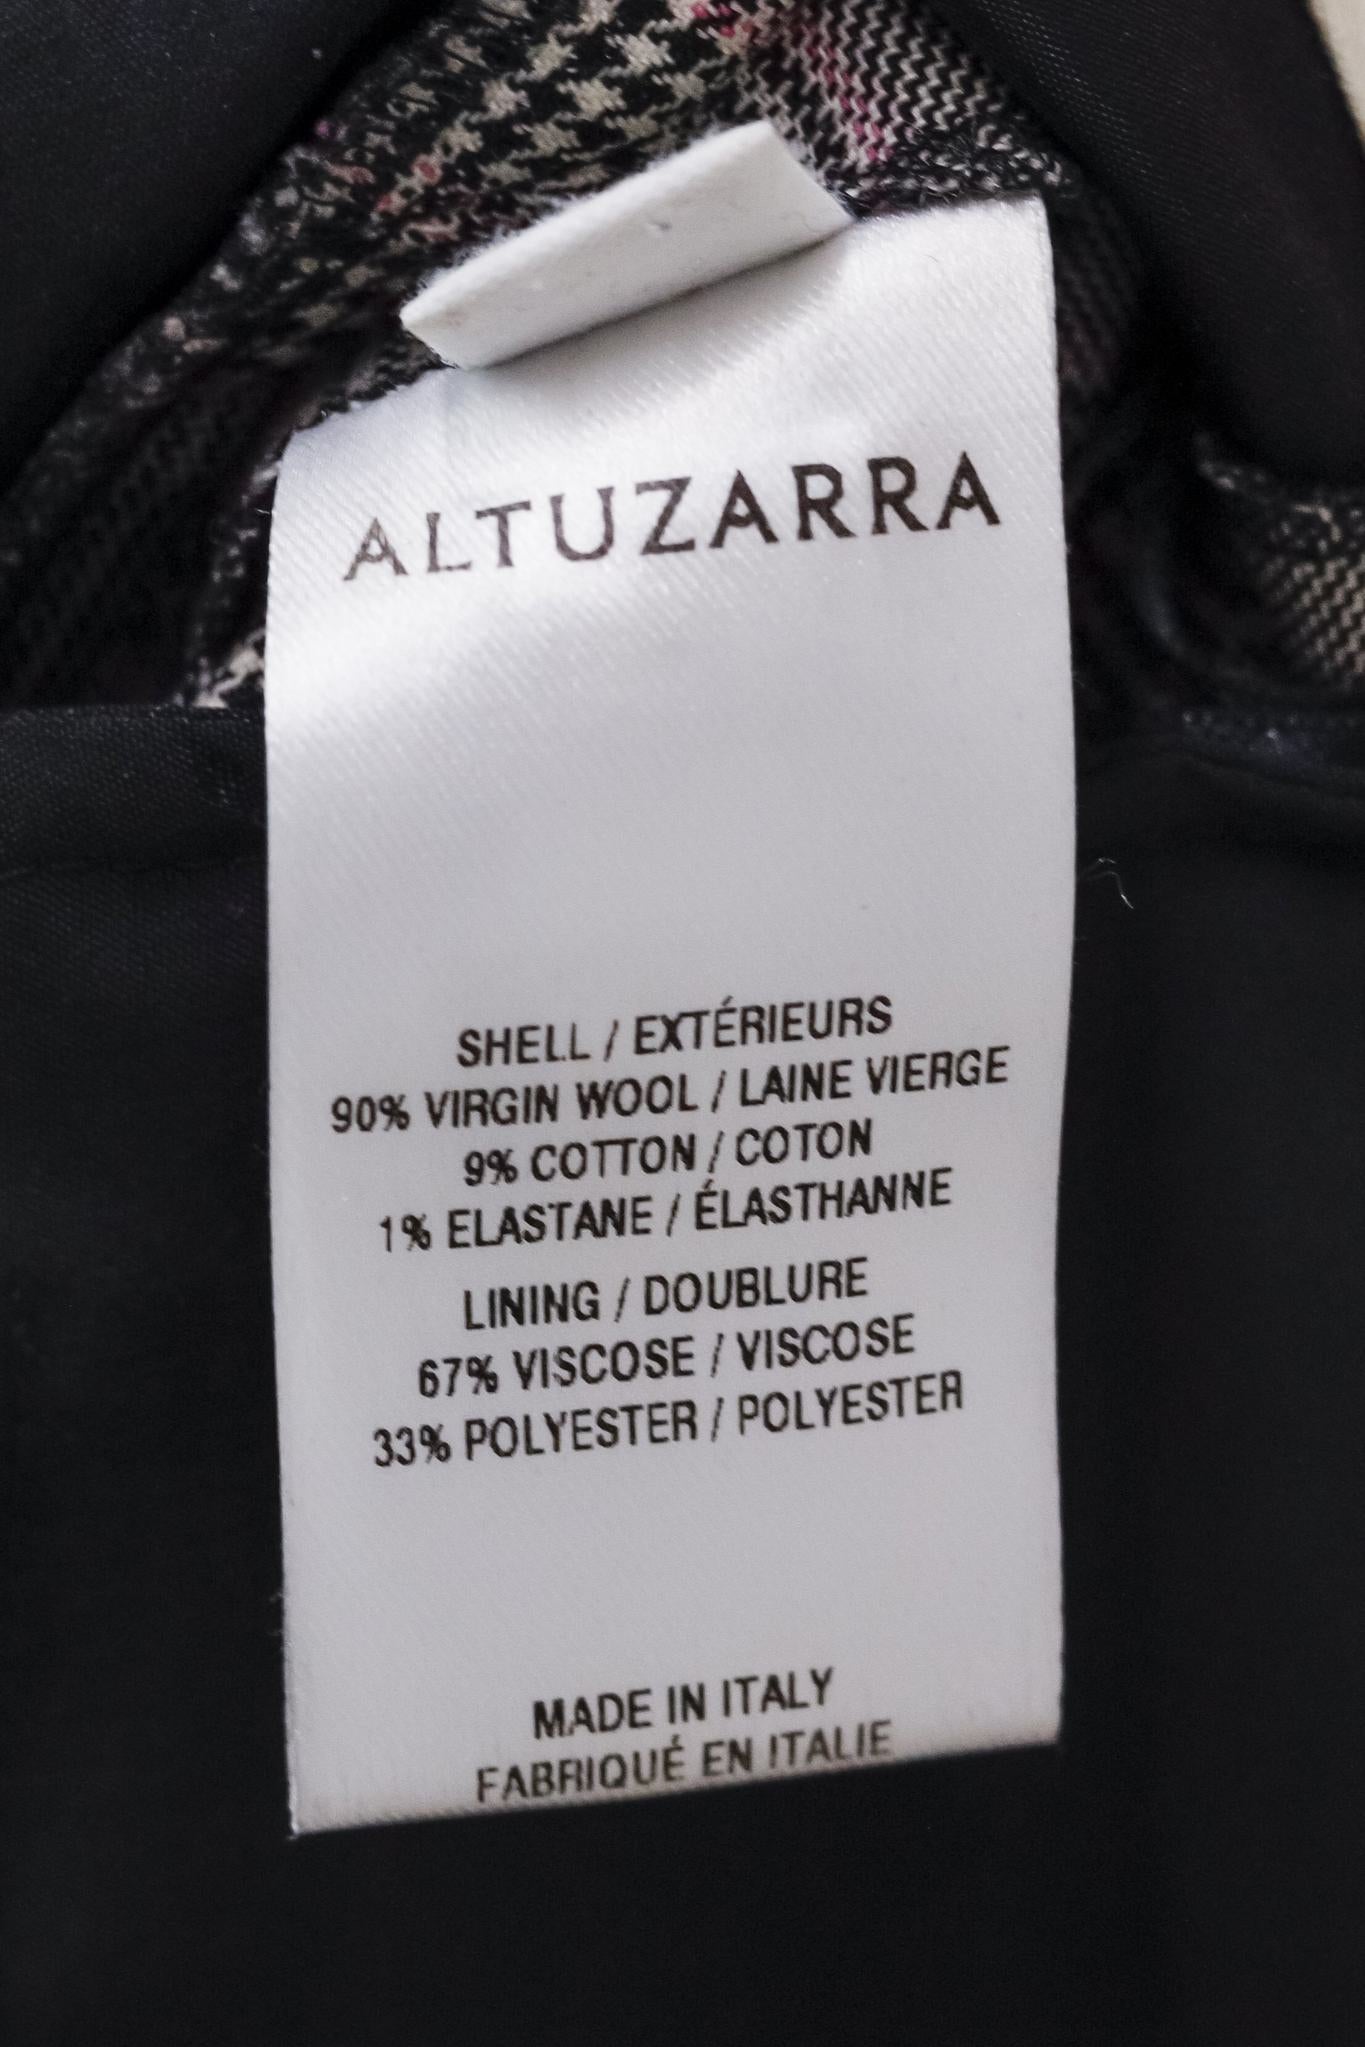 ALTUZARRA
SHELL / EXTÉRIEURS
90% VIRGIN WOOL / LAINE VIERGE
9% COTTON / COTON
1% ELASTANE / ÉLASTHANNE
LINING / DOUBLURE
67% VISCOSE / VISCOSE
33% POLYESTER / POLYESTER
MADE IN ITALY
FABRIQUÉ EN ITALIE